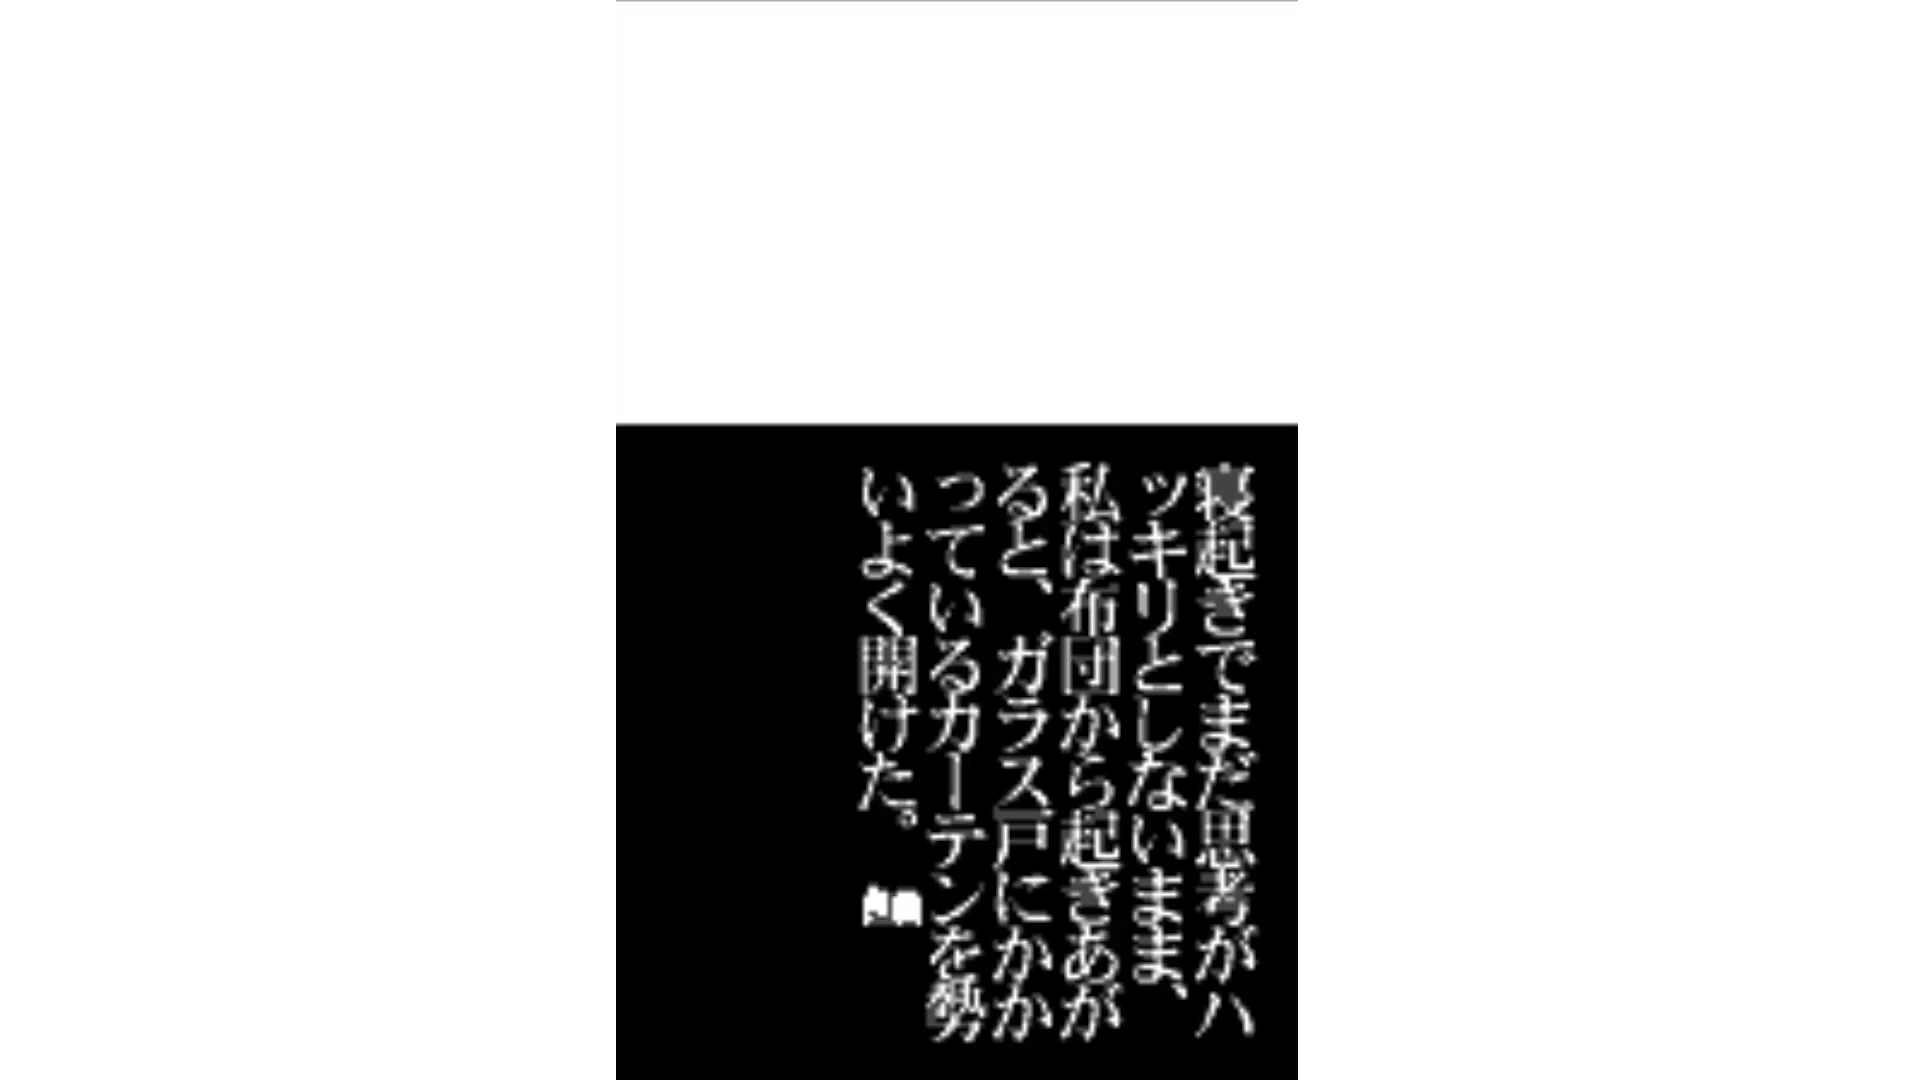 寝起きでまだ思考がハ
ッキリとしないまま、
私は布団から起きあが
ると、ガラス戸にかか
っているカーテンを勢
いよく開けた。